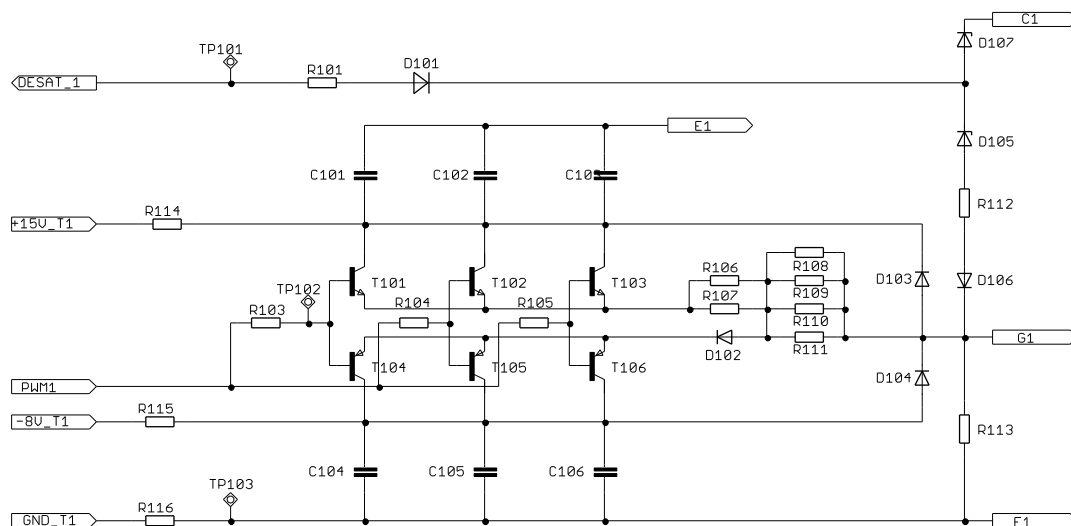 C1
D107
TP101
R101
D101
DESAT_1
E1
D105
C101
C102
C103
R112
+15V_T1
R114
T101
T102
T103
R106
R108
D103
D106
TP102
R103
R104
R105
R107
R109
R110
G1
D102
R111
T104
T105
T106
D104
PWM1
-8V_T1
R115
R113
C104
C105
C106
TP103
GND_T1
R116
E1